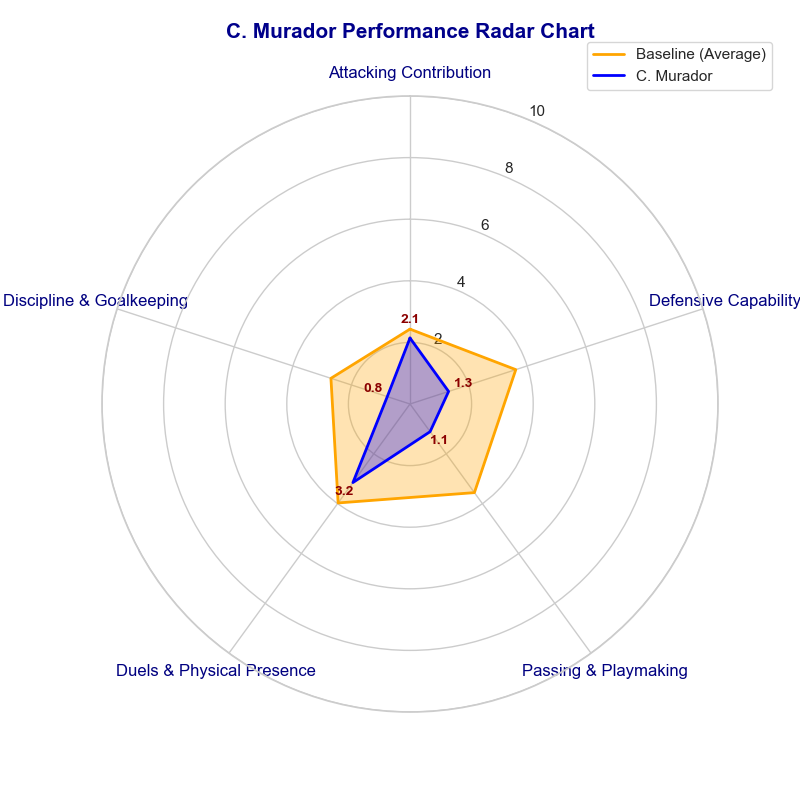 C. Murador Performance Radar Chart
Baseline (Average)
C. Murador
Attacking Contribution
10
8
6
4
2
Discipline & Goalkeeping
Defensive Capability
2.1
1.3
0.8
1.1
3.2
Duels & Physical Presence
Passing & Playmaking